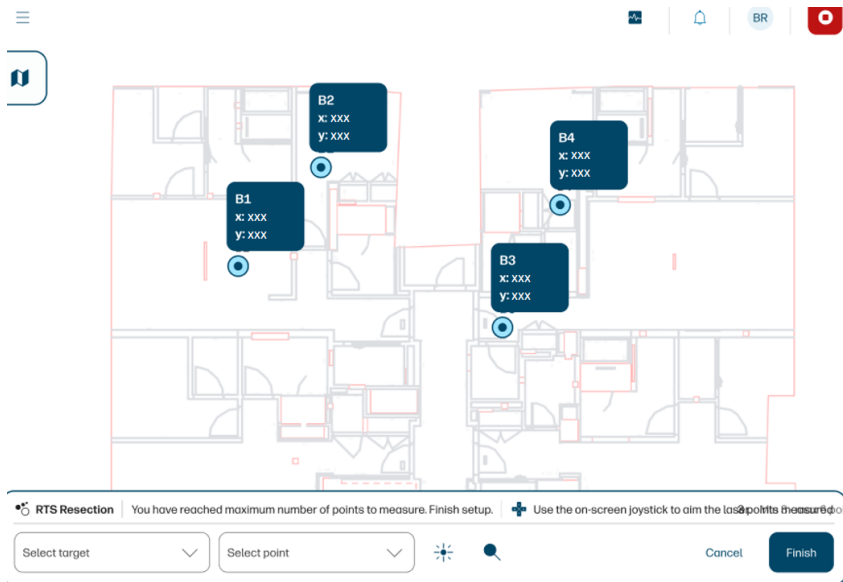 BR
B2
x: xxx
y: xxx
B4
x: xxx
y: xxx
B1
x: xxx
y: xxx
B3
x: xxx
y: xxx
RTS Resection
You have reached maximum number of points to measure. Finish setup.
Use the on-screen joystick to aim the
points measured
Select target
Select point
Cancel
Finish